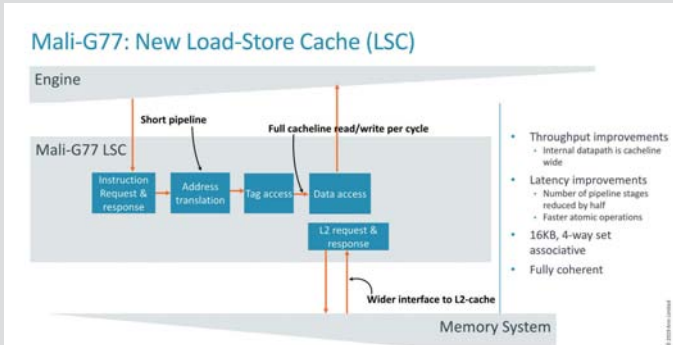 Mali-G77: New Load-Store Cache (LSC)
Engine
Short pipeline
Full cacheline read/write per cycle
Mali-G77 LSC
Instruction
Request &
response
Address
translation
Tag access
Data access
L2 request &
response
Wider interface to L2-cache
Memory System
• Throughput improvements
• Internal datapath is cacheline
wide
• Latency improvements
• Number of pipeline stages
reduced by half
• Faster atomic operations
• 16KB, 4-way set
associative
• Fully coherent
© 2019 Arm Limited